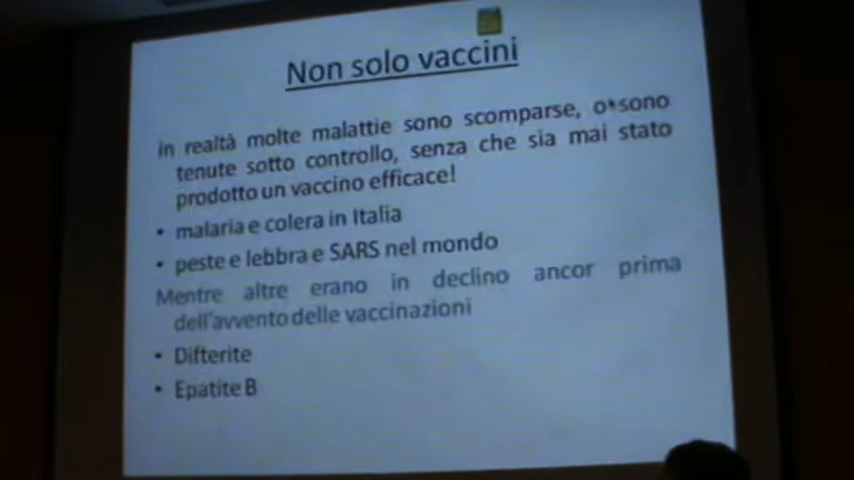 Non solo vaccini
In realtà molte malattie sono scomparse, o sono
tenute sotto controllo, senza che sia mai stato
prodotto un vaccino efficace!
• malaria e colera in Italia
• peste e lebbra e SARS nel mondo
Mentre altre erano in declino ancor prima
dell'avvento delle vaccinazioni
• Difterite
• Epatite B